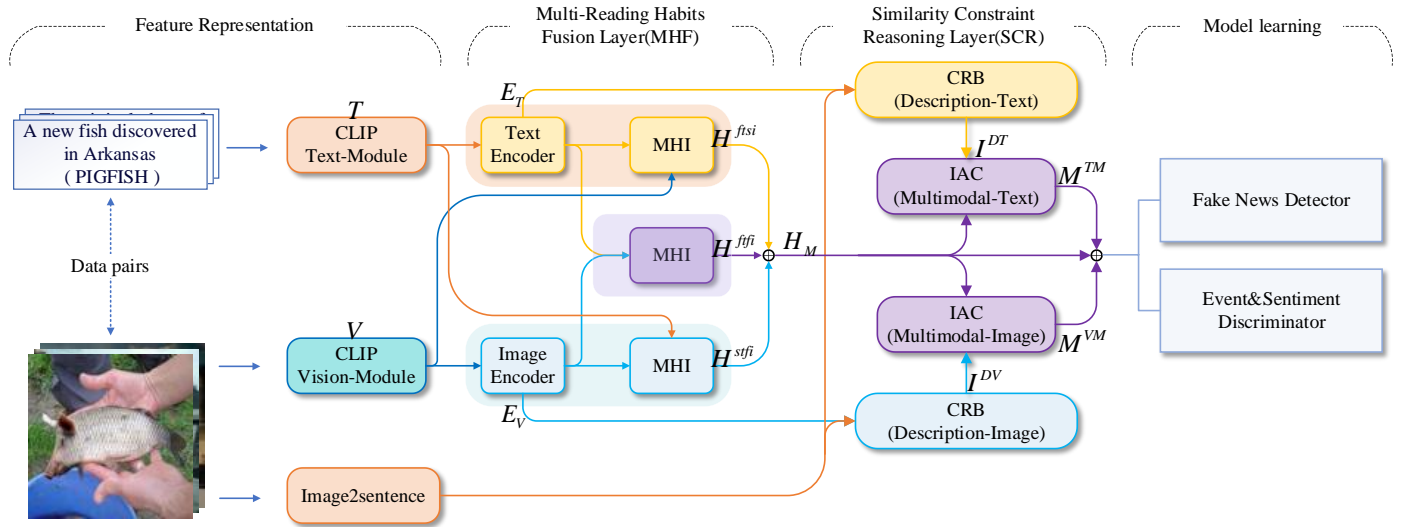 Feature Representation
Multi-Reading Habits
Fusion Layer(MHF)
Similarity Constraint
Reasoning Layer(SCR)
Model learning
A new fish discovered
in Arkansas
( PIGFISH )
Data pairs
T
CLIP
Text-Module
V
CLIP
Vision-Module
Image2sentence
E_T
Text
Encoder
MHI
H^{ftsi}
MHI
H^{ftfi}
Image
Encoder
MHI
H^{stfi}
E_V
H_M
CRB
(Description-Text)
I^{DT}
IAC
(Multimodal-Text)
M^{TM}
IAC
(Multimodal-Image)
M^{VM}
I^{DV}
CRB
(Description-Image)
Fake News Detector
Event&Sentiment
Discriminator